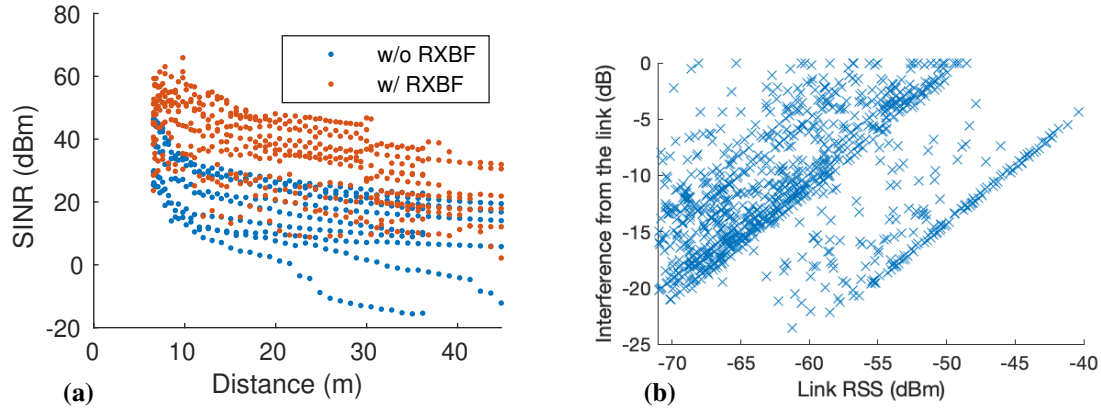 80
60
40
20
0
-20
SINR (dBm)
w/o RXBF
w/ RXBF
0 10 20 30 40
Distance (m)
(a)
0
-5
-10
-15
-20
-25
Interference from the link (dB)
-70 -65 -60 -55 -50 -45 -40
Link RSS (dBm)
(b)